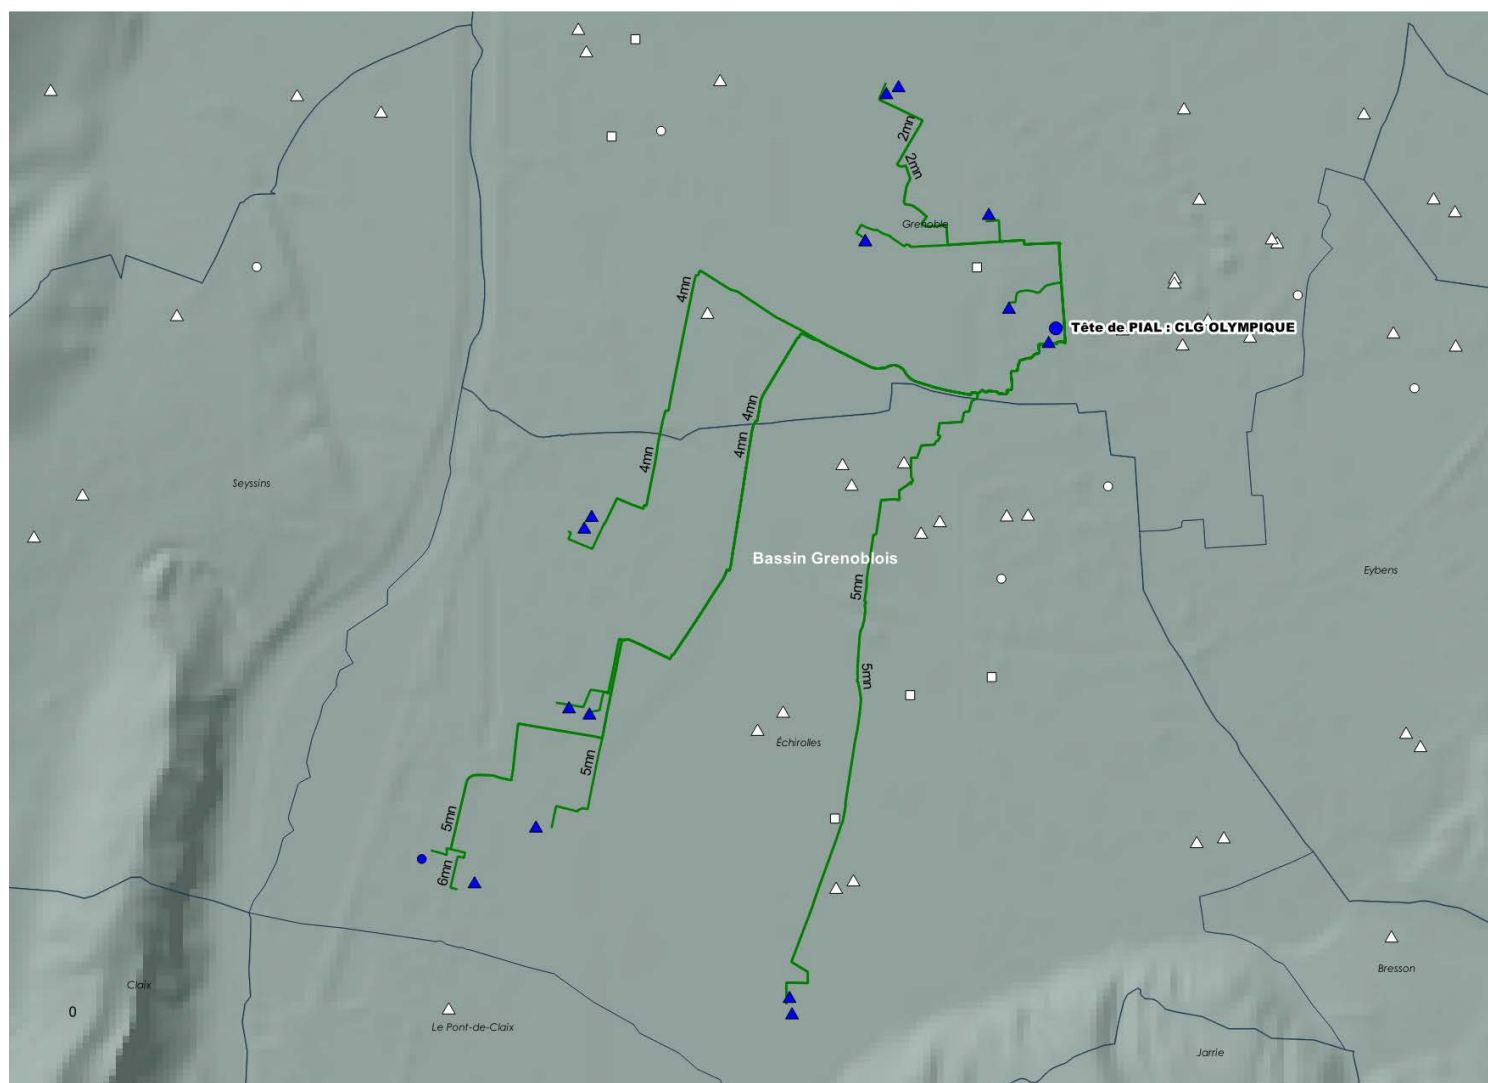 2mn
2mn
Grenoble
4mn
Tête de PIAL : CLG OLYMPIQUE
4mn
4mn
4mn
Seyssins
Bassin Grenoblois
5mn
Eybens
5mn
Échirolles
5mn
5mn
6mn
Claix
Bresson
0
Le Pont-de-Claix
Jarrie